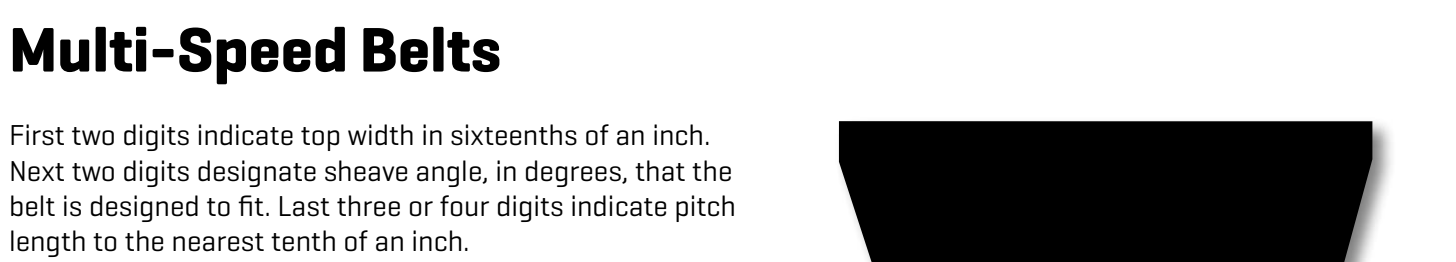 Multi-Speed Belts
First two digits indicate top width in sixteenths of an inch.
Next two digits designate sheave angle, in degrees, that the
belt is designed to fit. Last three or four digits indicate pitch
length to the nearest tenth of an inch.